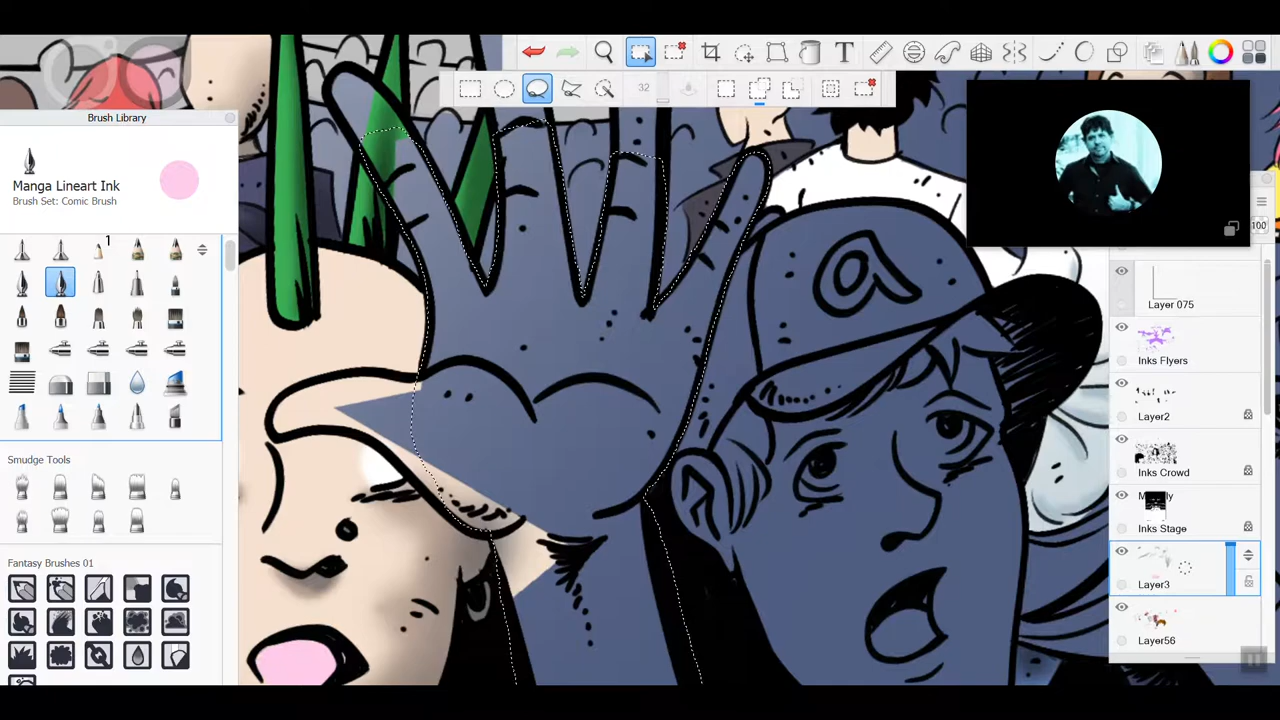 Brush Library
Manga Lineart Ink
Brush Set: Comic Brush
1
Smudge Tools
Fantasy Brushes 01
T
32
100
Layer 075
Inks Flyers
Layer2
Inks Crowd
Inks Stage
Layer3
Layer56
a